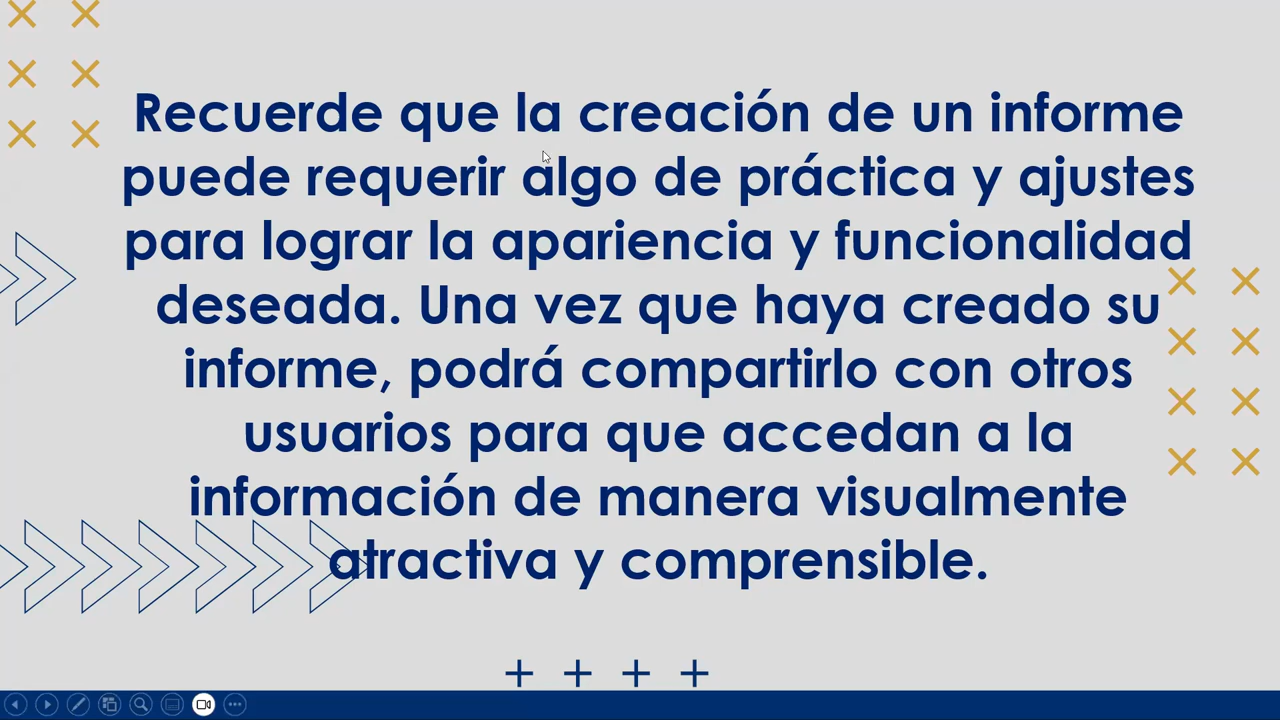 Recuerde que la creación de un informe
puede requerir algo de práctica y ajustes
para lograr la apariencia y funcionalidad
deseada. Una vez que haya creado su
informe, podrá compartirlo con otros
usuarios para que accedan a la
información de manera visualmente
atractiva y comprensible.